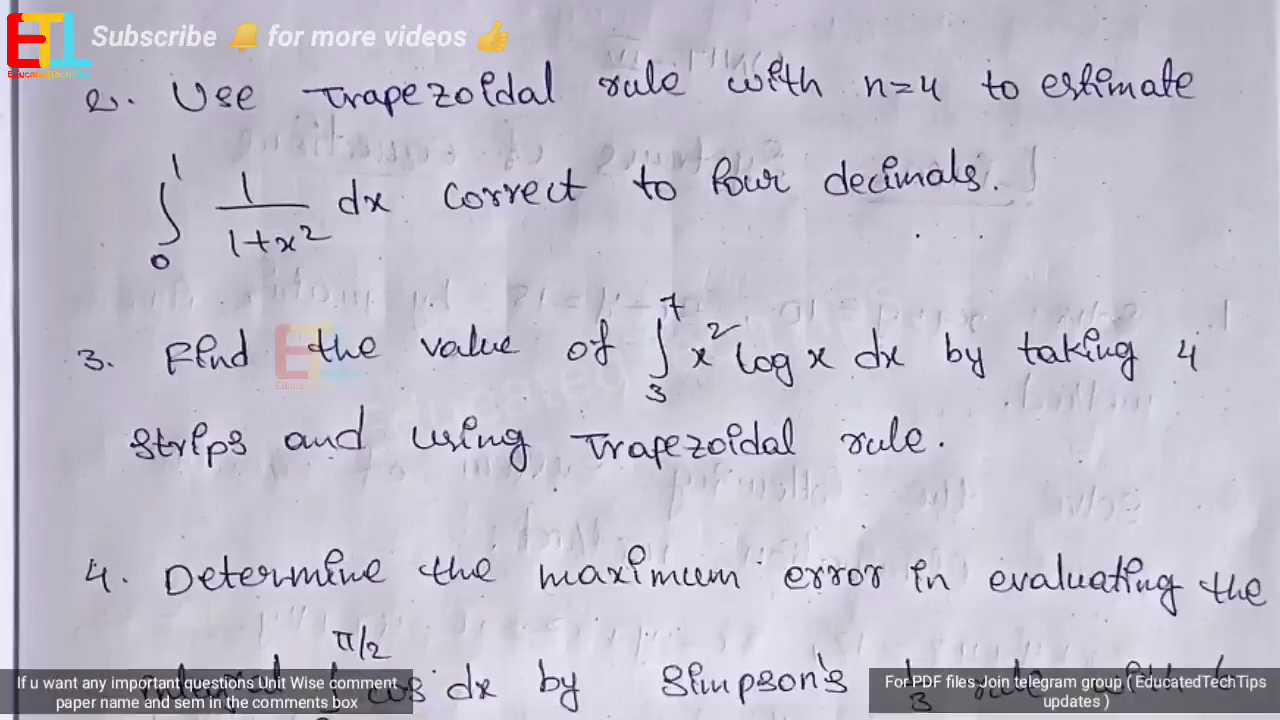 ETL Subscribe 🔔 for more videos 👍
EducatedTechTips
2. Use Trapezoidal rule with n=4 to estimate
∫₀¹ 1/(1+x²) dx correct to four decimals.
3. Find the value of ∫₃⁷ x² log x dx by taking 4
strips and using Trapezoidal rule.
4. Determine the maximum error in evaluating the
π/2
cos dx by Simpson's
If u want any important questions Unit Wise comment
paper name and sem in the comments box
For PDF files Join telegram group ( EducatedTechTips
updates )